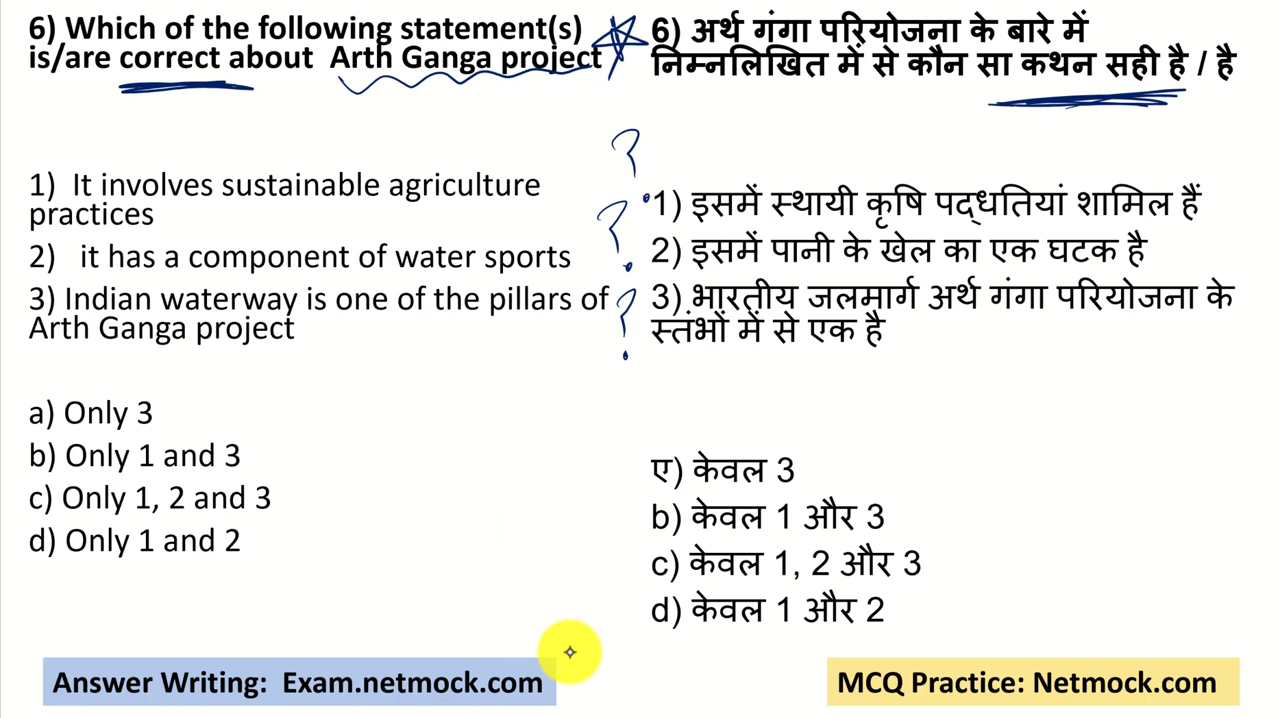 6) Which of the following statement(s)
is/are correct about Arth Ganga project
1) It involves sustainable agriculture
practices
2) it has a component of water sports
3) Indian waterway is one of the pillars of
Arth Ganga project
a) Only 3
b) Only 1 and 3
c) Only 1, 2 and 3
d) Only 1 and 2
6) अर्थ गंगा परियोजना के बारे में
निम्नलिखित में से कौन सा कथन सही है / है
? 
?
?
1) इसमें स्थायी कृषि पद्धतियां शामिल हैं
2) इसमें पानी के खेल का एक घटक है
3) भारतीय जलमार्ग अर्थ गंगा परियोजना के
स्तंभों में से एक है
ए) केवल 3
b) केवल 1 और 3
c) केवल 1, 2 और 3
d) केवल 1 और 2
Answer Writing: Exam.netmock.com
MCQ Practice: Netmock.com